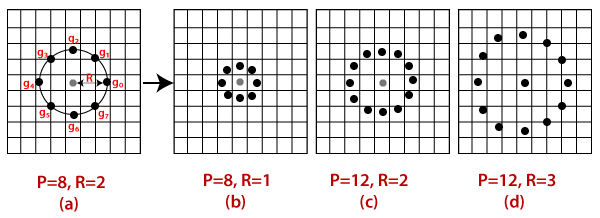 g₂
g₃ g₁
g₄ R g₀
g₅ g₇
g₆
P=8, R=2 P=8, R=1 P=12, R=2 P=12, R=3
(a) (b) (c) (d)